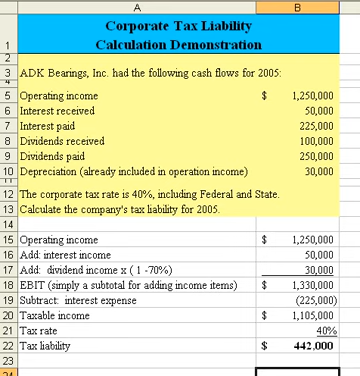 A B
1 Corporate Tax Liability
Calculation Demonstration
2
3 ADK Bearings, Inc. had the following cash flows for 2005:
4
5 Operating income $ 1,250,000
6 Interest received 50,000
7 Interest paid 225,000
8 Dividends received 100,000
9 Dividends paid 250,000
10 Depreciation (already included in operation income) 30,000
11
12 The corporate tax rate is 40%, including Federal and State.
13 Calculate the company's tax liability for 2005.
14
15 Operating income $ 1,250,000
16 Add: interest income 50,000
17 Add: dividend income x ( 1 -70%) 30,000
18 EBIT (simply a subtotal for adding income items) $ 1,330,000
19 Subtract: interest expense (225,000)
20 Taxable income $ 1,105,000
21 Tax rate 40%
22 Tax liability $ 442,000
23
24